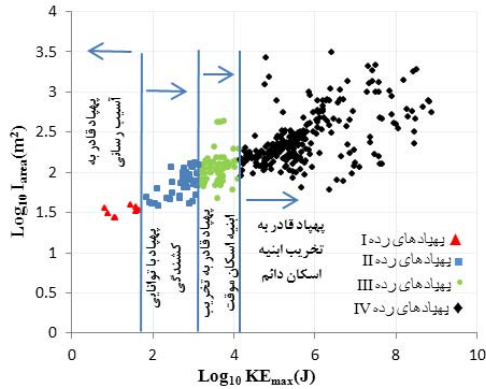 4
3.5
3
2.5
2
1.5
1
0.5
0
Log10 Iarea(m2)
پهپاد قادر به
آسیب رسانی
پهپاد با توانایی
کشندگی
پهپاد قادر به تخریب
ابنیه اسکان موقت
پهپاد قادر به
تخریب ابنیه
اسکان دائم
پهپادهای رده I
پهپادهای رده II
پهپادهای رده III
پهپادهای رده IV
0 2 4 6 8 10
Log10 KEmax(J)